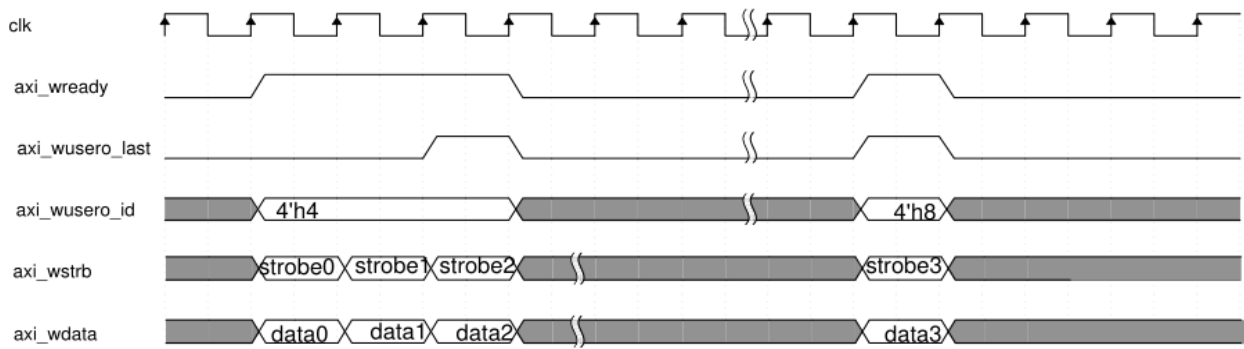 clk
axi_wready
axi_wusero_last
axi_wusero_id 4'h4 4'h8
axi_wstrb strobe0 strobe1 strobe2 strobe3
axi_wdata data0 data1 data2 data3